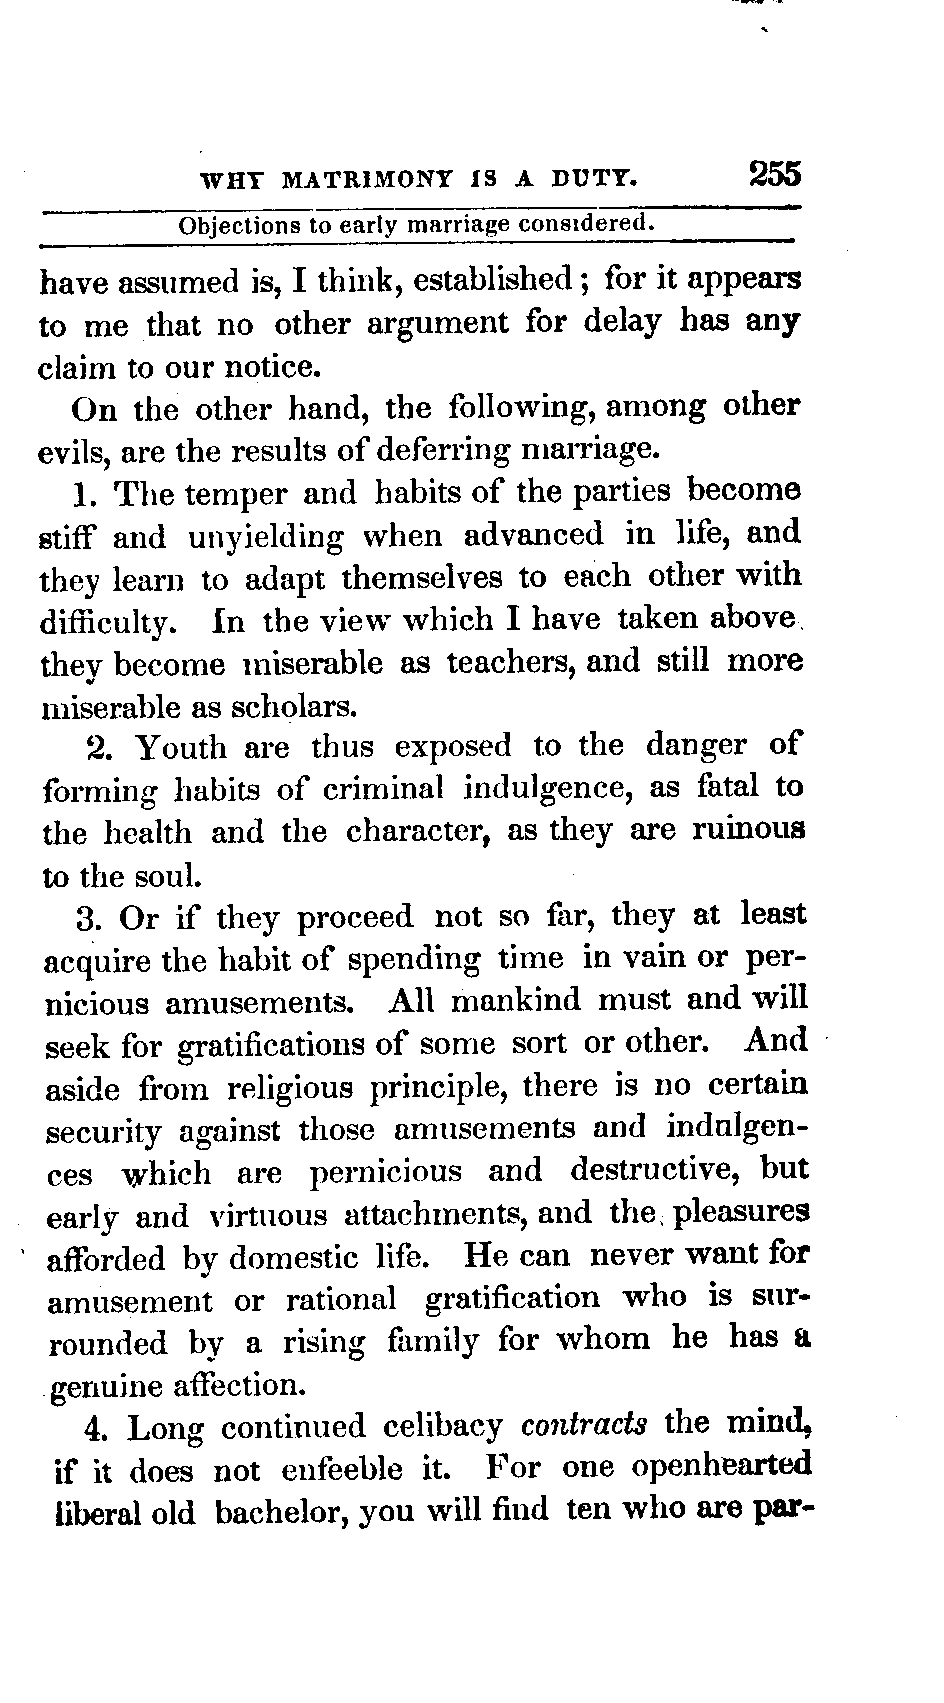 WHY MATRIMONY IS A DUTY. 255
Objections to early marriage considered.
have assumed is, I think, established; for it appears
to me that no other argument for delay has any
claim to our notice.
On the other hand, the following, among other
evils, are the results of deferring marriage.
1. The temper and habits of the parties become
stiff and unyielding when advanced in life, and
they learn to adapt themselves to each other with
difficulty. In the view which I have taken above
they become miserable as teachers, and still more
miserable as scholars.
2. Youth are thus exposed to the danger of
forming habits of criminal indulgence, as fatal to
the health and the character, as they are ruinous
to the soul.
3. Or if they proceed not so far, they at least
acquire the habit of spending time in vain or per-
nicious amusements. All mankind must and will
seek for gratifications of some sort or other. And
aside from religious principle, there is no certain
security against those amusements and indulgen-
ces which are pernicious and destructive, but
early and virtuous attachments, and the pleasures
afforded by domestic life. He can never want for
amusement or rational gratification who is sur-
rounded by a rising family for whom he has a
genuine affection.
4. Long continued celibacy contracts the mind,
if it does not enfeeble it. For one openhearted
liberal old bachelor, you will find ten who are par-